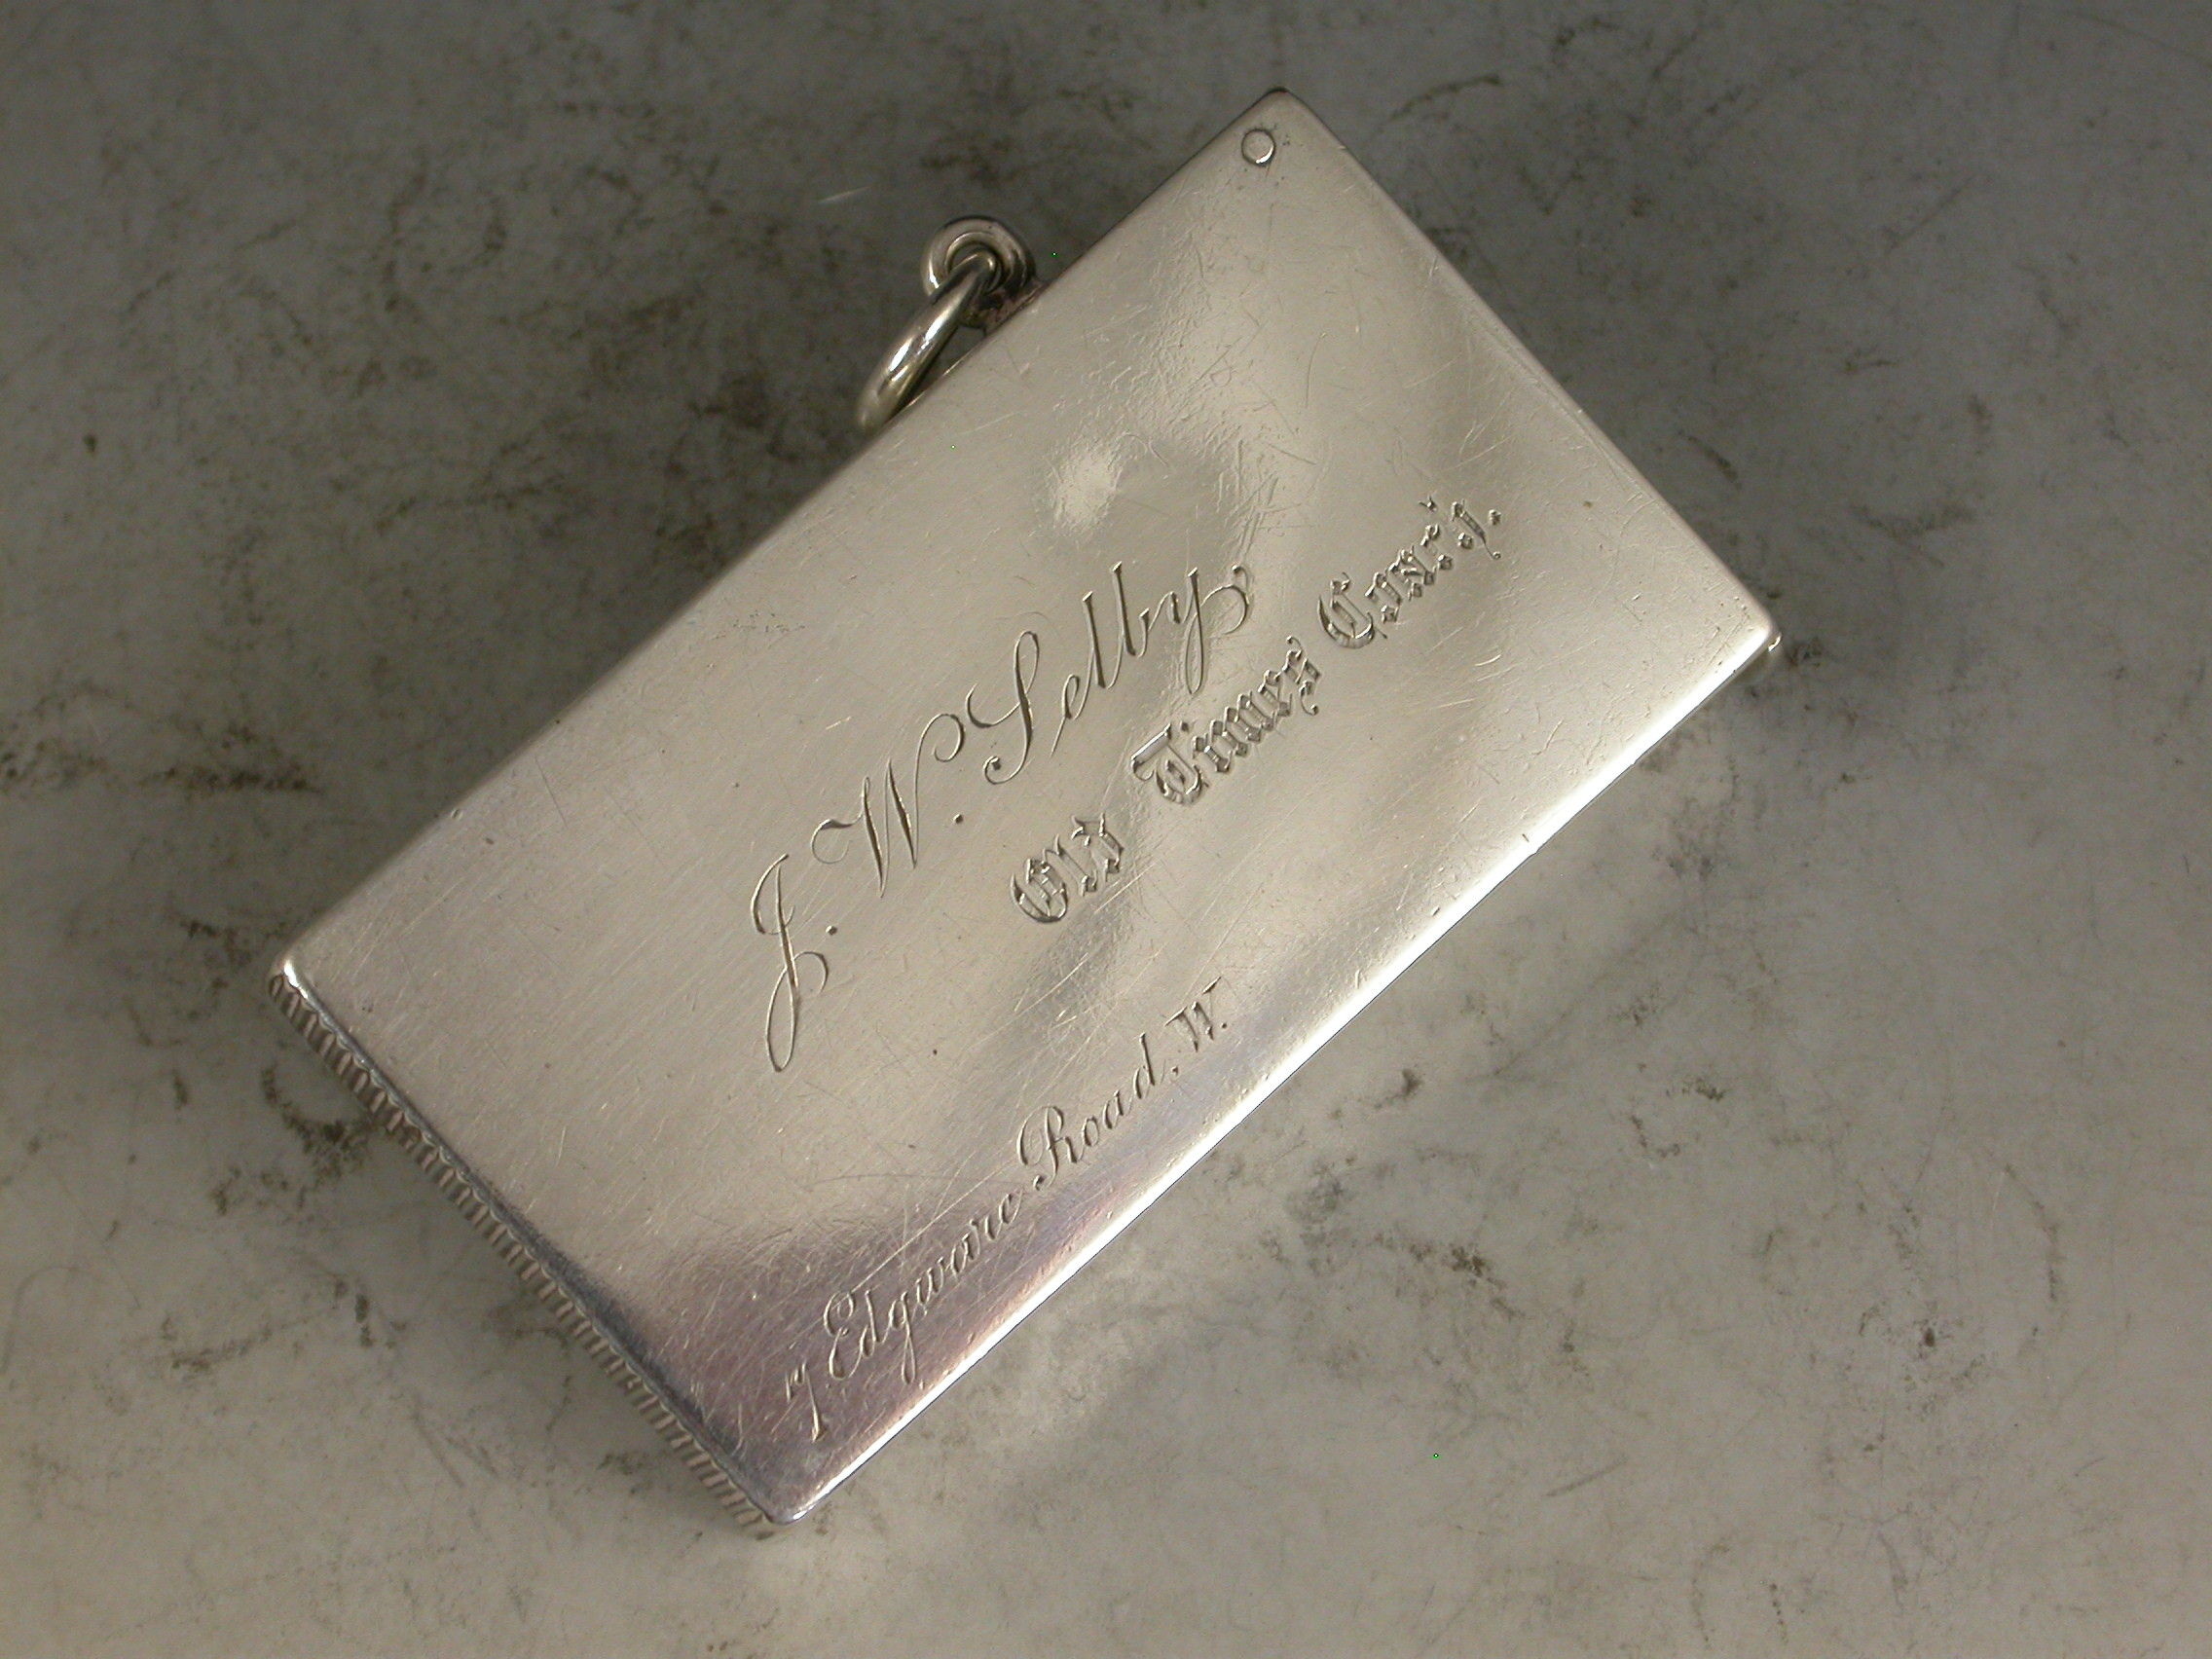 J. W. Selby,
Old Times Coach.
7 Edgware Road, W.